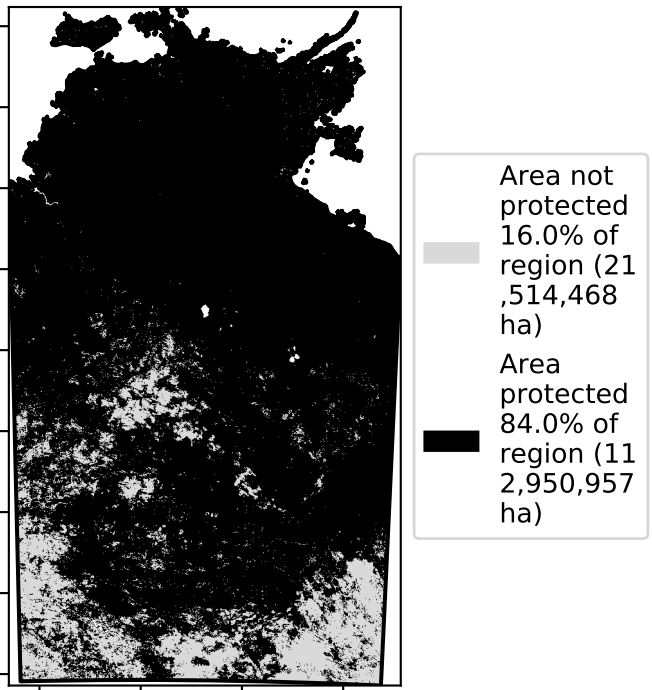 Area not
protected
16.0% of
region (21
,514,468
ha)
Area
protected
84.0% of
region (11
2,950,957
ha)